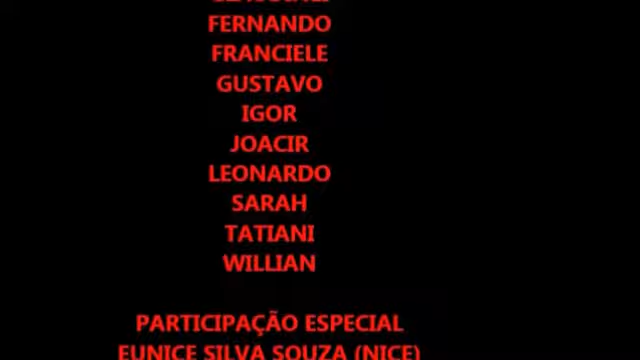 FERNANDO
FRANCIELE
GUSTAVO
IGOR
JOACIR
LEONARDO
SARAH
TATIANI
WILLIAN
PARTICIPAÇÃO ESPECIAL
EUNICE SILVA SOUZA (NICE)